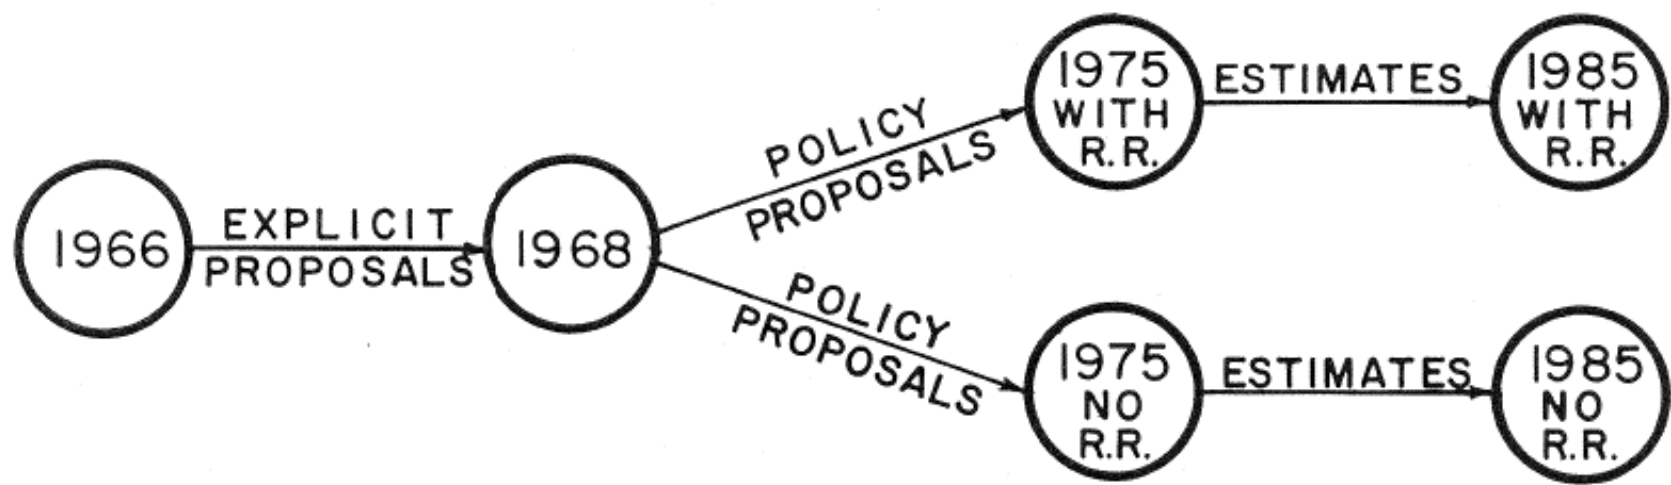 1966
EXPLICIT
PROPOSALS
1968
POLICY
PROPOSALS
1975
WITH
R.R.
ESTIMATES
1985
WITH
R.R.
POLICY
PROPOSALS
1975
NO
R.R.
ESTIMATES
1985
NO
R.R.